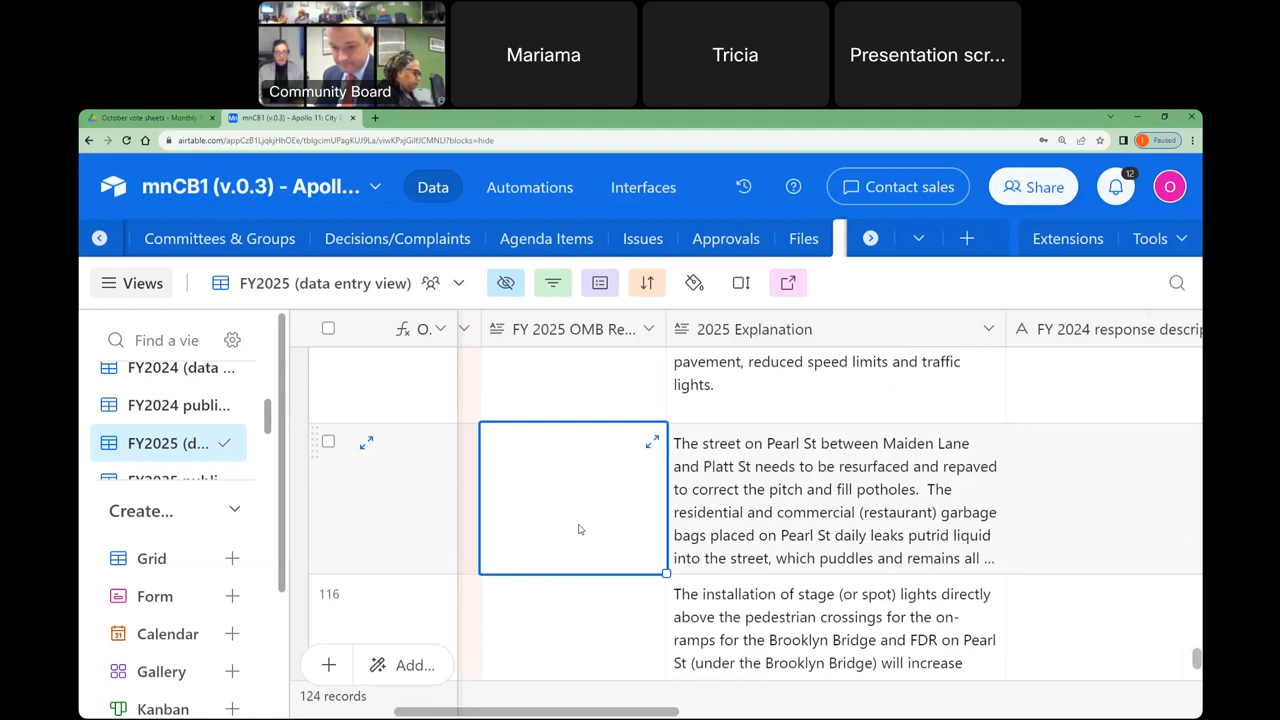 Community Board
Mariama
Tricia
Presentation scr...
October vote sheets - Monthly
mnCB1 (v.0.3) - Apollo 11: City
airtable.com/appCzB1LjqkjHhOEe/tblgcimUPagKUJ9La/viwKPxjGilfJCMNLI?blocks=hide
Paused
mnCB1 (v.0.3) - Apoll...
Data
Automations
Interfaces
Contact sales
Share
12
O
Committees & Groups
Decisions/Complaints
Agenda Items
Issues
Approvals
Files
Extensions
Tools
Views
FY2025 (data entry view)
Find a vie
FY2024 (data ...
FY2024 publi...
FY2025 (d...
Create...
Grid
Form
Calendar
Gallery
Kanban
O.
FY 2025 OMB Re...
2025 Explanation
FY 2024 response descrip
pavement, reduced speed limits and traffic
lights.
The street on Pearl St between Maiden Lane
and Platt St needs to be resurfaced and repaved
to correct the pitch and fill potholes. The
residential and commercial (restaurant) garbage
bags placed on Pearl St daily leaks putrid liquid
into the street, which puddles and remains all ...
116
The installation of stage (or spot) lights directly
above the pedestrian crossings for the on-
ramps for the Brooklyn Bridge and FDR on Pearl
St (under the Brooklyn Bridge) will increase
Add...
124 records